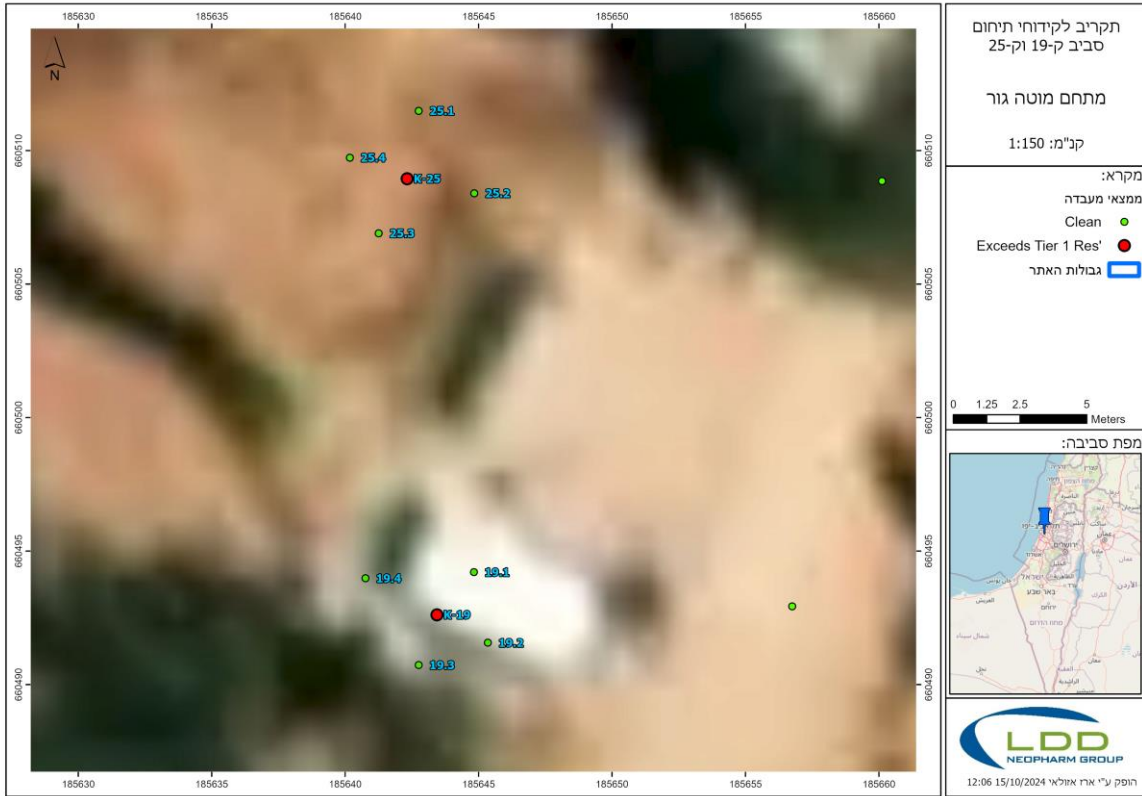 תקריב לקידוחי תיחום
סביב ק-19 וק-25
מתחם מוטה גור
קנ"מ: 1:150
מקרא:
ממצאי מעבדה
Clean
Exceeds Tier 1 Res'
גבולות האתר
0 1.25 2.5 5
Meters
מפת סביבה:
LDD
NEOPHARM GROUP
הופק ע"י ארז אזולאי 15/10/2024 12:06
185630 185635 185640 185645 185650 185655 185660
N
660510
660505
660500
660495
660490
660510
660505
660500
660495
660490
25.1
25.4
K-25
25.2
25.3
19.1
19.4
K-19
19.2
19.3
185630 185635 185640 185645 185650 185655 185660